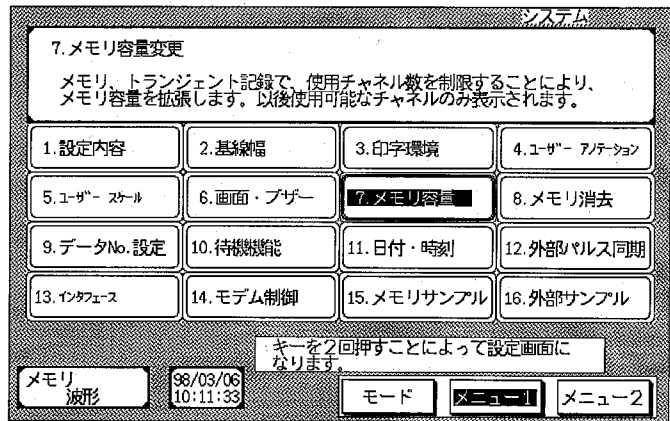 システム
7.メモリ容量変更
メモリ、トランジェント記録で、使用チャネル数を制限することにより、
メモリ容量を拡張します。以後使用可能なチャネルのみ表示されます。
1.設定内容
2.基線幅
3.印字環境
4.ユーザー アノテーション
5.ユーザー スケール
6.画面・ブザー
7.メモリ容量
8.メモリ消去
9.データNo.設定
10.待機機能
11.日付・時刻
12.外部パルス同期
13.インタフェース
14.モデム制御
15.メモリサンプル
16.外部サンプル
キーを2回押すことによって設定画面に
なります。
メモリ
波形
98/03/06
10:11:33
モード
メニュー1
メニュー2